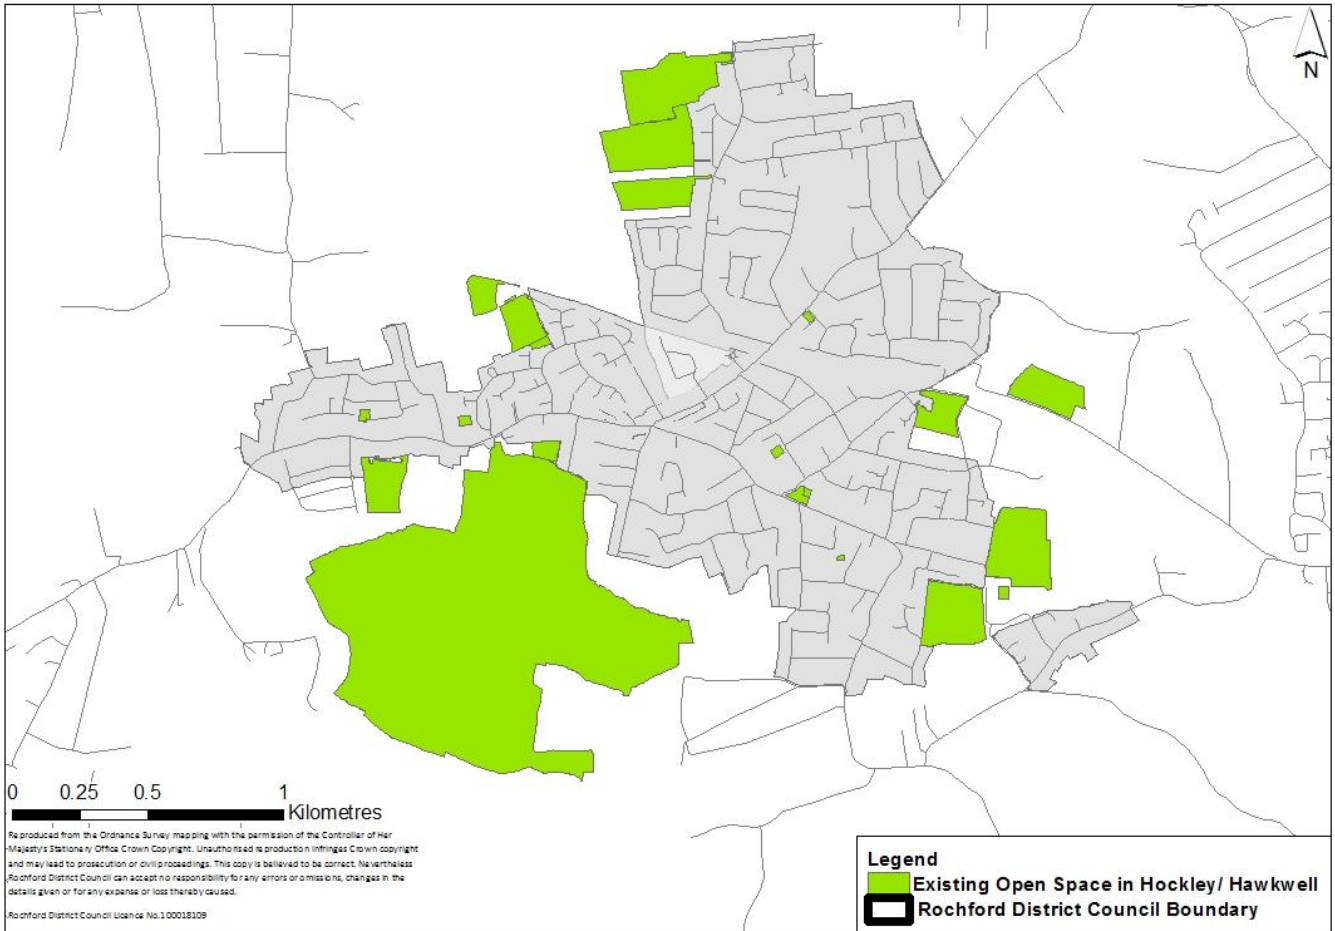 N
0 0.25 0.5 1
Kilometres
Reproduced from the Ordnance Survey mapping with the permission of the Controller of Her
Majesty's Stationery Office Crown Copyright. Unauthorised reproduction infringes Crown copyright
and may lead to prosecution or civil proceedings. This copy is believed to be correct. Nevertheless
Rochford District Council can accept no responsibility for any errors or omissions, changes in the
details given or for any expense or loss thereby caused.
Rochford District Council Licence No.100018109
Legend
Existing Open Space in Hockley/ Hawkwell
Rochford District Council Boundary